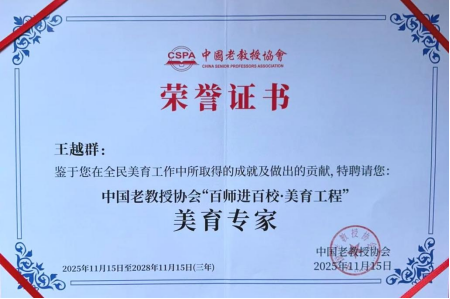 CSPA 中國老教授協會
CHINA SENIOR PROFESSORS ASSOCIATION
荣誉证书
王越群：
鉴于您在全民美育工作中所取得的成就及做出的贡献，特聘请您：
中国老教授协会“百师进百校·美育工程”
美育专家
中国老教授协会
2025年11月15日至2028年11月15日(三年)
2025年11月15日